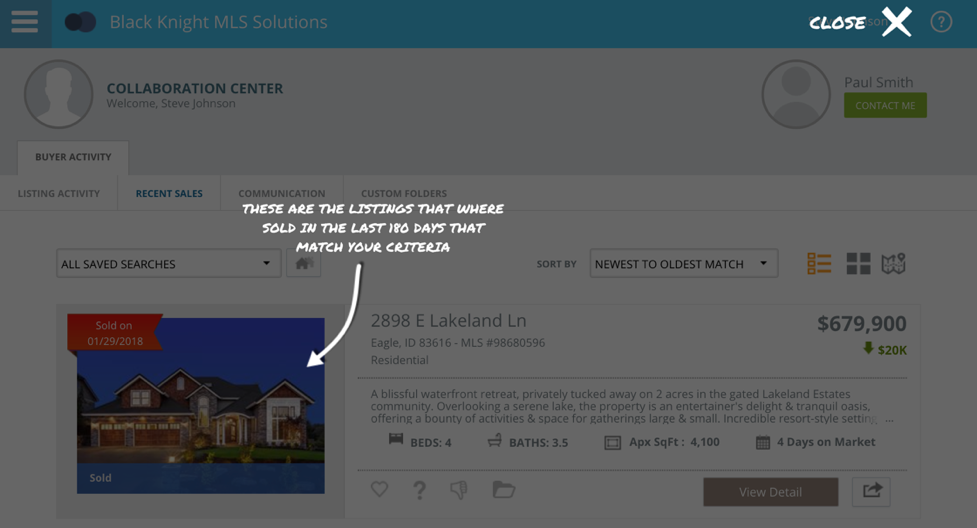 Black Knight MLS Solutions
CLOSE
COLLABORATION CENTER
Welcome, Steve Johnson
Paul Smith
CONTACT ME
BUYER ACTIVITY
LISTING ACTIVITY
RECENT SALES
COMMUNICATION
CUSTOM FOLDERS
THESE ARE THE LISTINGS THAT WHERE
SOLD IN THE LAST 180 DAYS THAT
MATCH YOUR CRITERIA
ALL SAVED SEARCHES
SORT BY
NEWEST TO OLDEST MATCH
Sold on
01/29/2018
Sold
2898 E Lakeland Ln
$679,900
Eagle, ID 83616 - MLS #98680596
$20K
Residential
A blissful waterfront retreat, privately tucked away on 2 acres in the gated Lakeland Estates
community. Overlooking a serene lake, the property is an entertainer's delight & tranquil oasis,
offering a bounty of activities & space for gatherings large & small. Incredible resort-style setting, ...
BEDS: 4
BATHS: 3.5
Apx SqFt : 4,100
4 Days on Market
View Detail